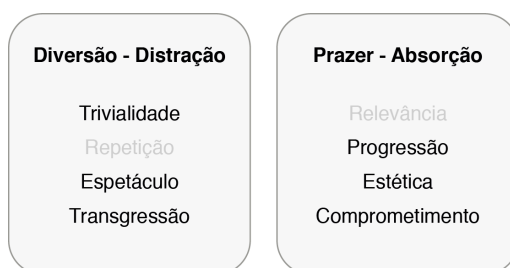 Diversão - Distração
Trivialidade
Repetição
Espetáculo
Transgressão
Prazer - Absorção
Relevância
Progressão
Estética
Comprometimento